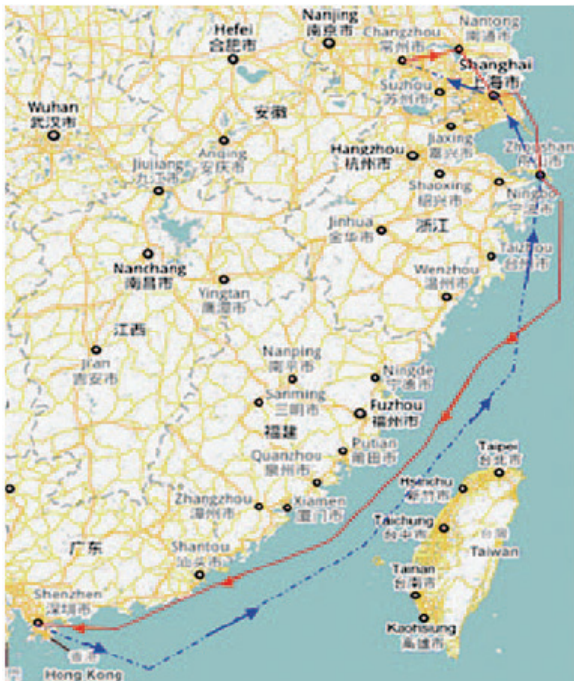 Nanjing
南京市
Nantong
南通市
Hefei
合肥市
Changzhou
常州市
Shanghai
上海市
Suzhou
苏州市
Wuhan
武汉市
安徽
Jiaxing
嘉兴市
Hangzhou
杭州市
Zhoushan
Anqing
安庆市
Jiujiang
九江市
Shaoxing
绍兴市
Ningbo
宁波市
Jinhua
金华市
浙江
Taizhou
台州市
Nanchang
南昌市
Wenzhou
温州市
Yingtan
鹰潭市
江西
Ji'an
吉安市
Nanping
南平市
Ningde
宁德市
Sanming
三明市
Fuzhou
福州市
福建
Putian
莆田市
Quanzhou
泉州市
Taipei
台北市
Hsinchu
新竹市
Zhangzhou
漳州市
Xiamen
厦门市
Taichung
台中市
台灣
Taiwan
广东
Shantou
汕头市
Tainan
台南市
Shenzhen
深圳市
Kaohsiung
高雄市
香港
Hong Kong